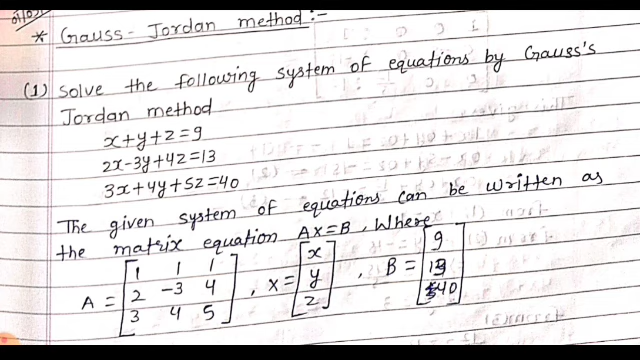 * Gauss - Jordan method :-
(1) Solve the following system of equations by Gauss's
Jordan method
x+y+z=9
2x-3y+4z=13
3x+4y+5z=40
The given system of equations can be written as
the matrix equation AX=B, Where
A = [1 1 1
2 -3 4
3 4 5], X = [x
y
z], B = [9
13
40]